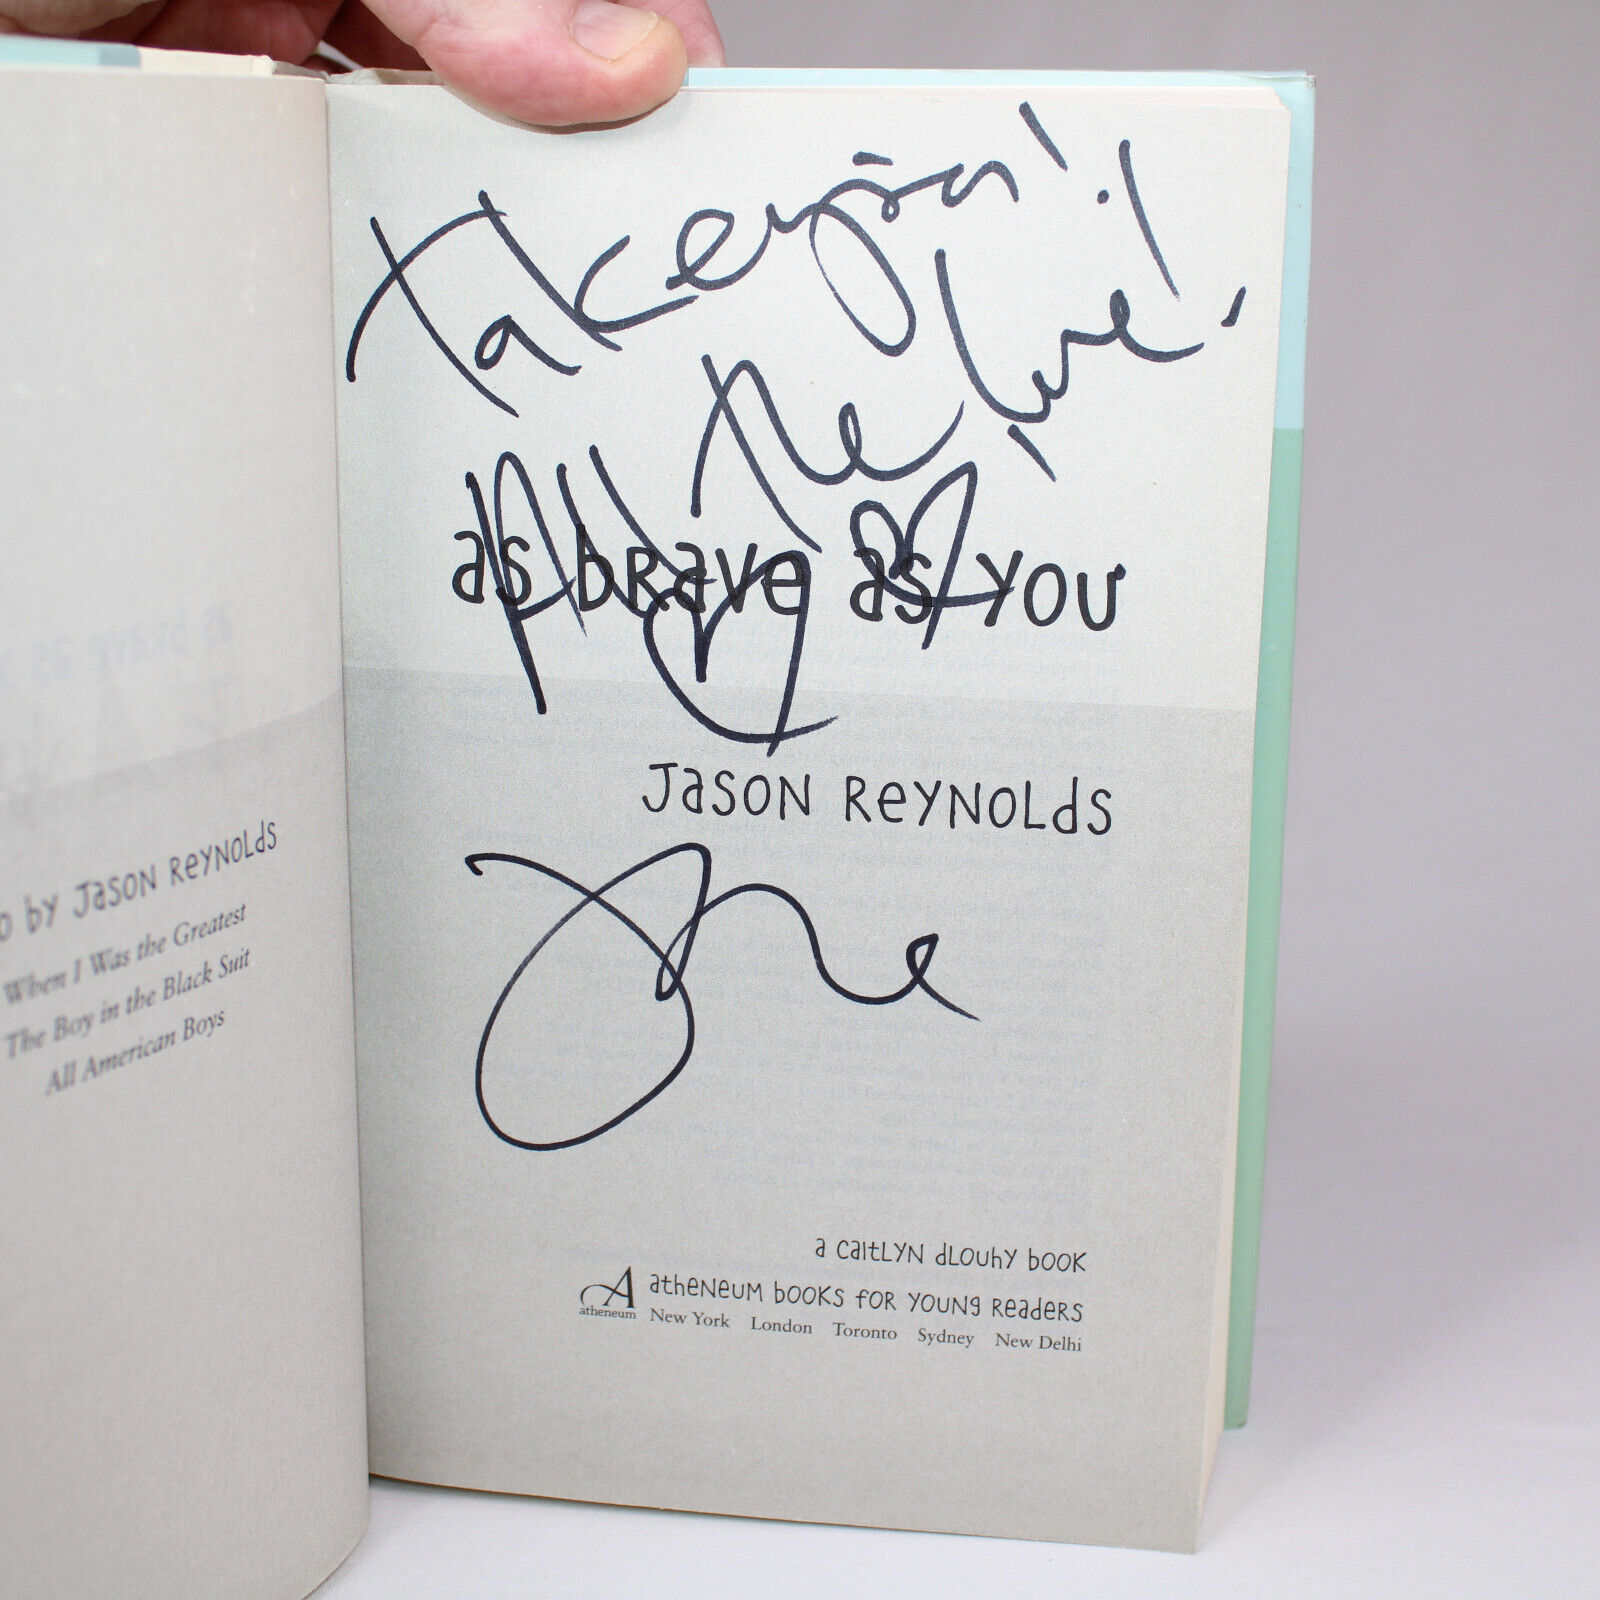 o by Jason Reynolds
When I Was the Greatest
The Boy in the Black Suit
All American Boys
Takeyja!
All the love!
as brave as you
Jason Reynolds
a caitlyn dlouhy book
atheneum books for young readers
atheneum
New York London Toronto Sydney New Delhi